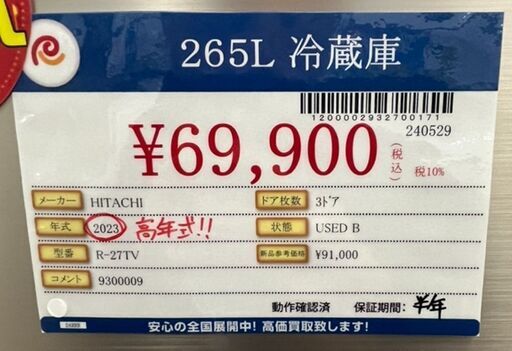 265L 冷蔵庫
1200002932700171
240529
¥69,900 (税込) 税10%
メーカー HITACHI ドア枚数 3ドア
年式 2023 高年式!! 状態 USED B
型番 R-27TV 新品参考価格 ¥91,000
コメント 9300009
動作確認済 保証期間: 半年
安心の全国展開中! 高価買取致します!